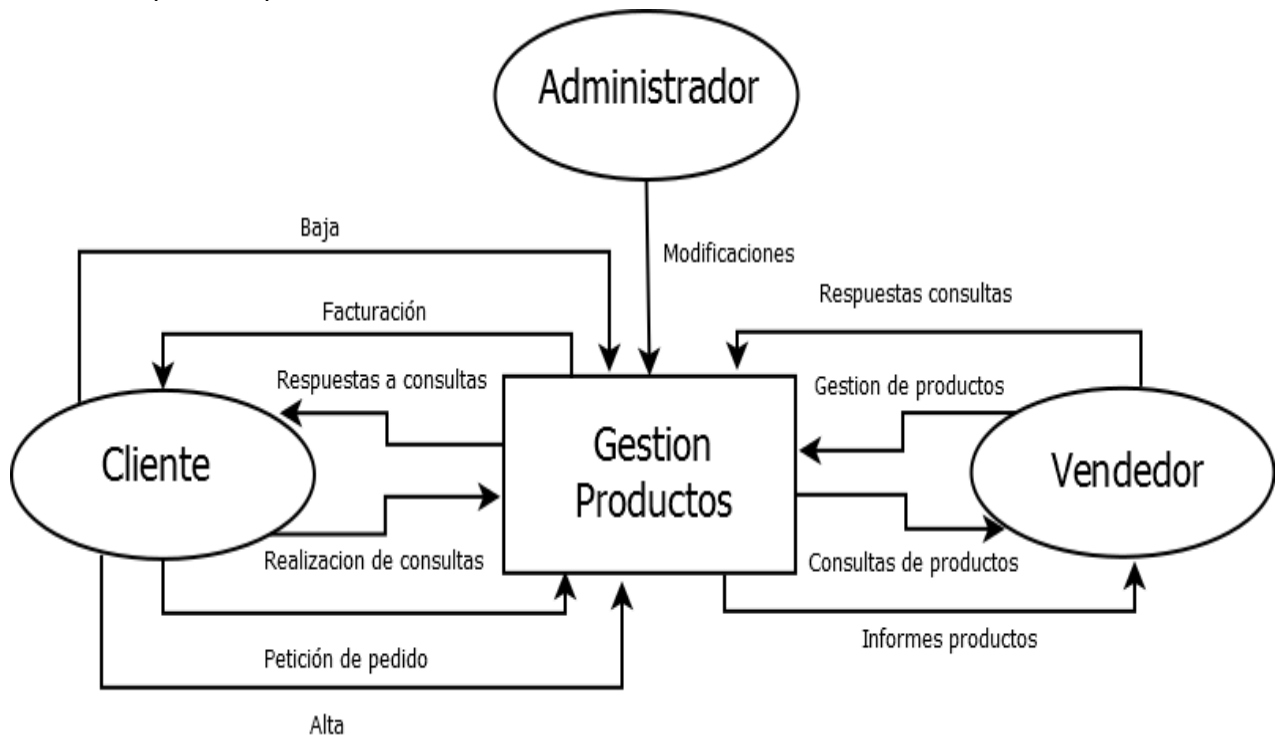 Administrador
Baja
Modificaciones
Respuestas consultas
Facturación
Respuestas a consultas
Gestion de productos
Cliente
Gestion
Productos
Vendedor
Realizacion de consultas
Consultas de productos
Informes productos
Petición de pedido
Alta